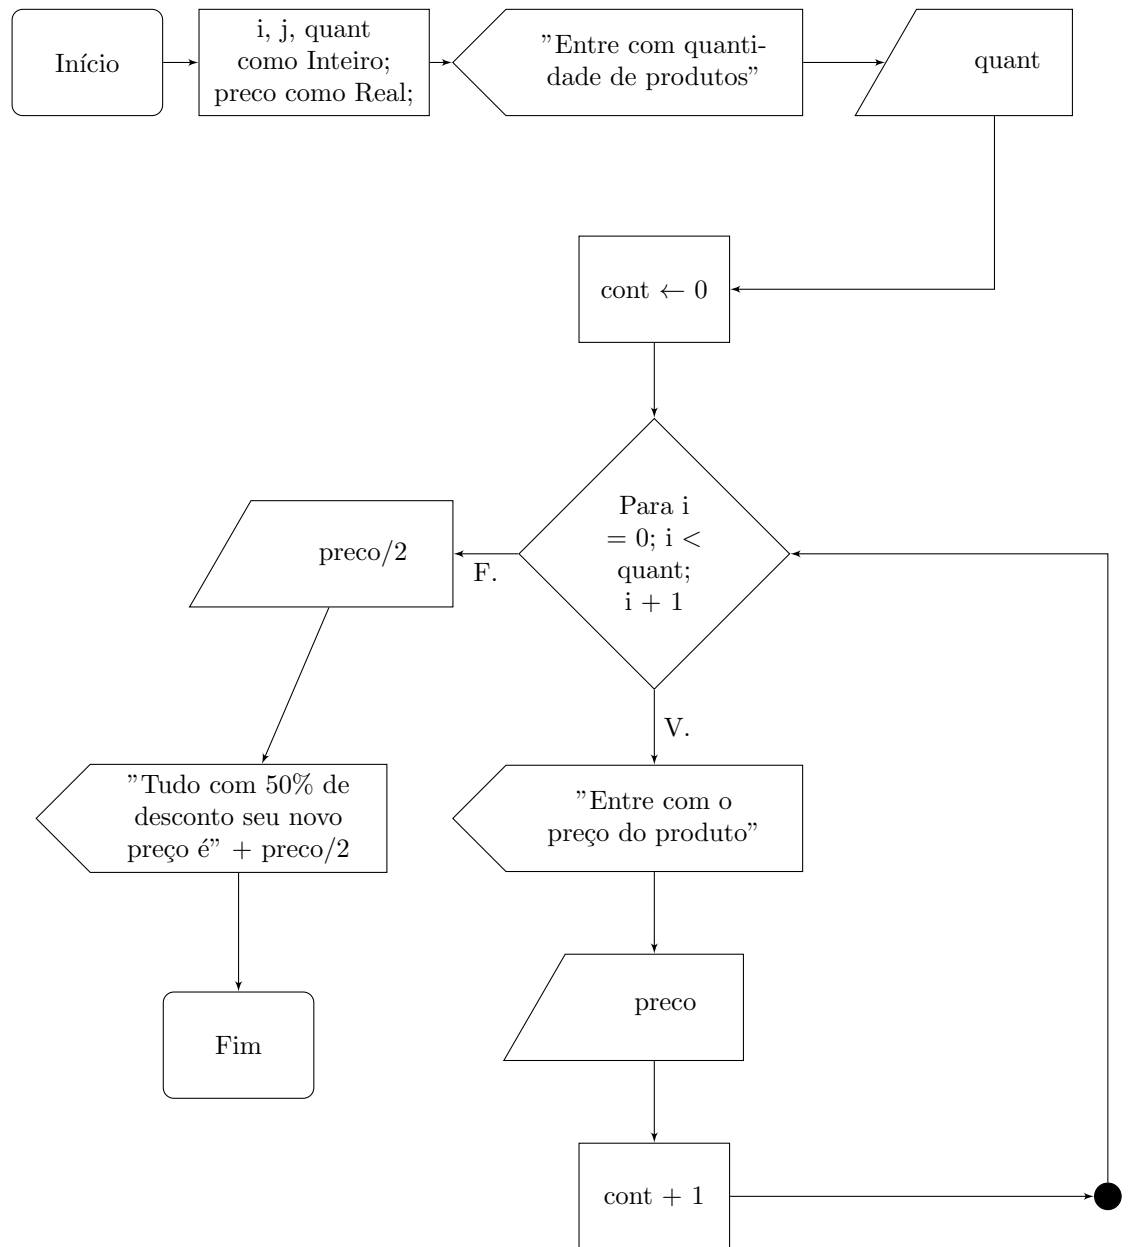 Início
i, j, quant
como Inteiro;
preco como Real;
”Entre com quanti-
dade de produtos”
quant
cont ← 0
Para i
= 0; i <
quant;
i + 1
F.
preco/2
V.
”Tudo com 50% de
desconto seu novo
preço é” + preco/2
”Entre com o
preço do produto”
preco
Fim
cont + 1